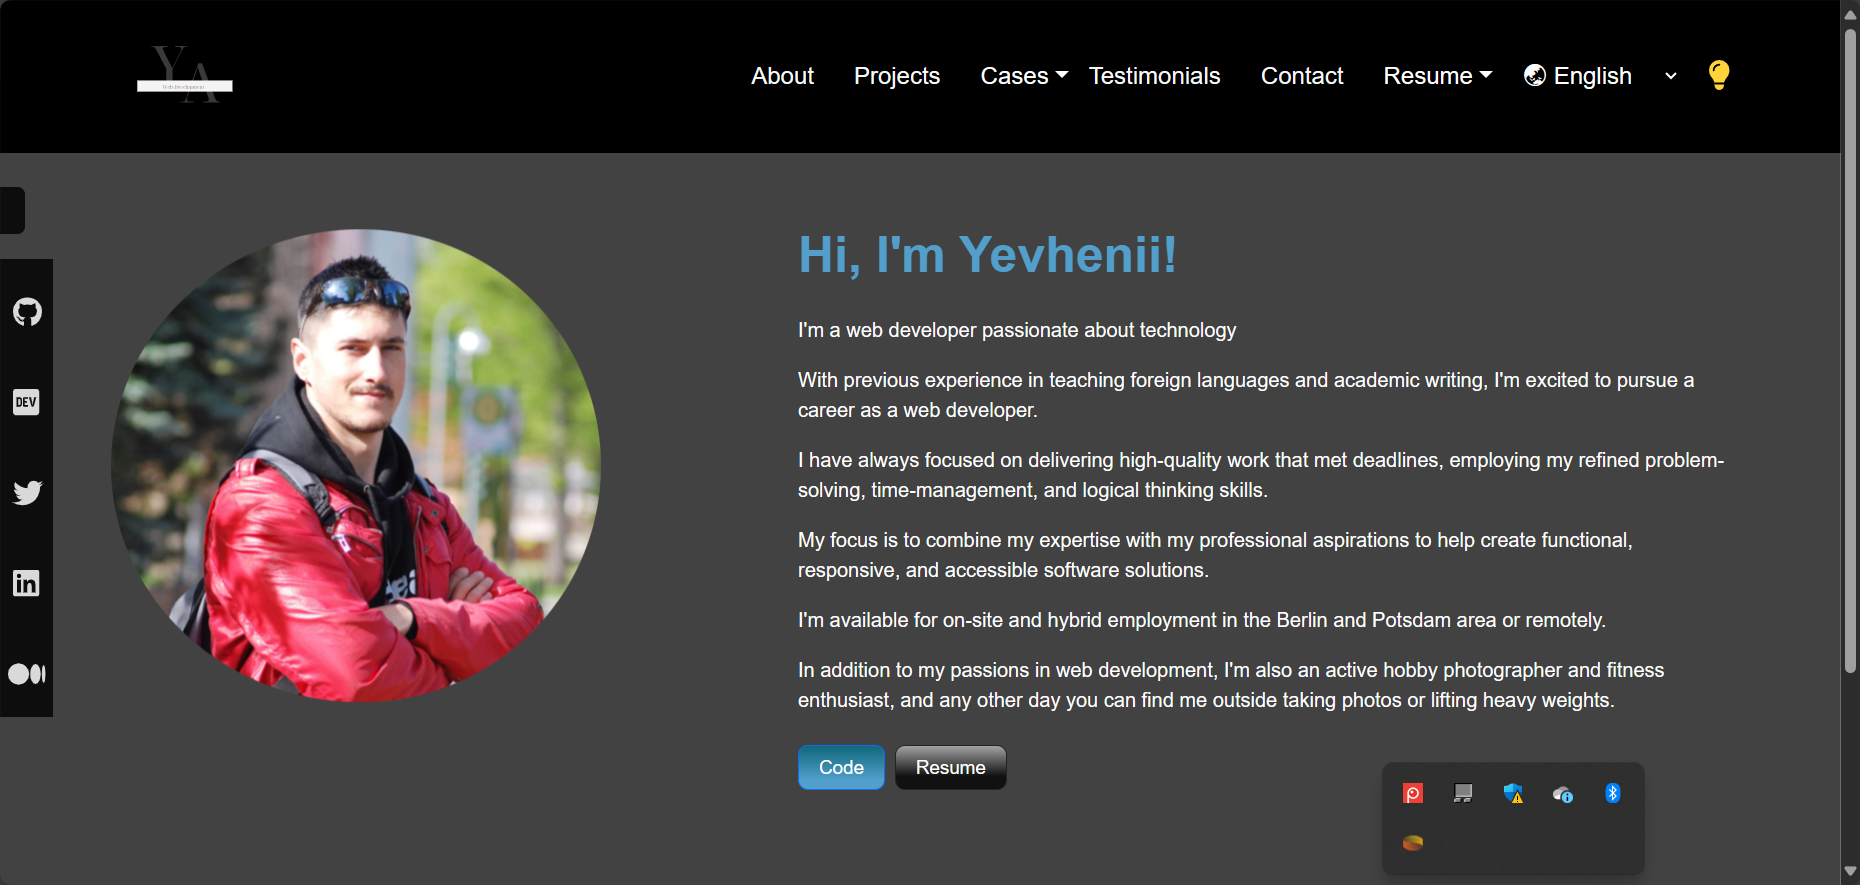 YA
Web Development
About Projects Cases Testimonials Contact Resume English
Hi, I'm Yevhenii!
I'm a web developer passionate about technology
With previous experience in teaching foreign languages and academic writing, I'm excited to pursue a
career as a web developer.
I have always focused on delivering high-quality work that met deadlines, employing my refined problem-
solving, time-management, and logical thinking skills.
My focus is to combine my expertise with my professional aspirations to help create functional,
responsive, and accessible software solutions.
I'm available for on-site and hybrid employment in the Berlin and Potsdam area or remotely.
In addition to my passions in web development, I'm also an active hobby photographer and fitness
enthusiast, and any other day you can find me outside taking photos or lifting heavy weights.
Code Resume
DEV
in